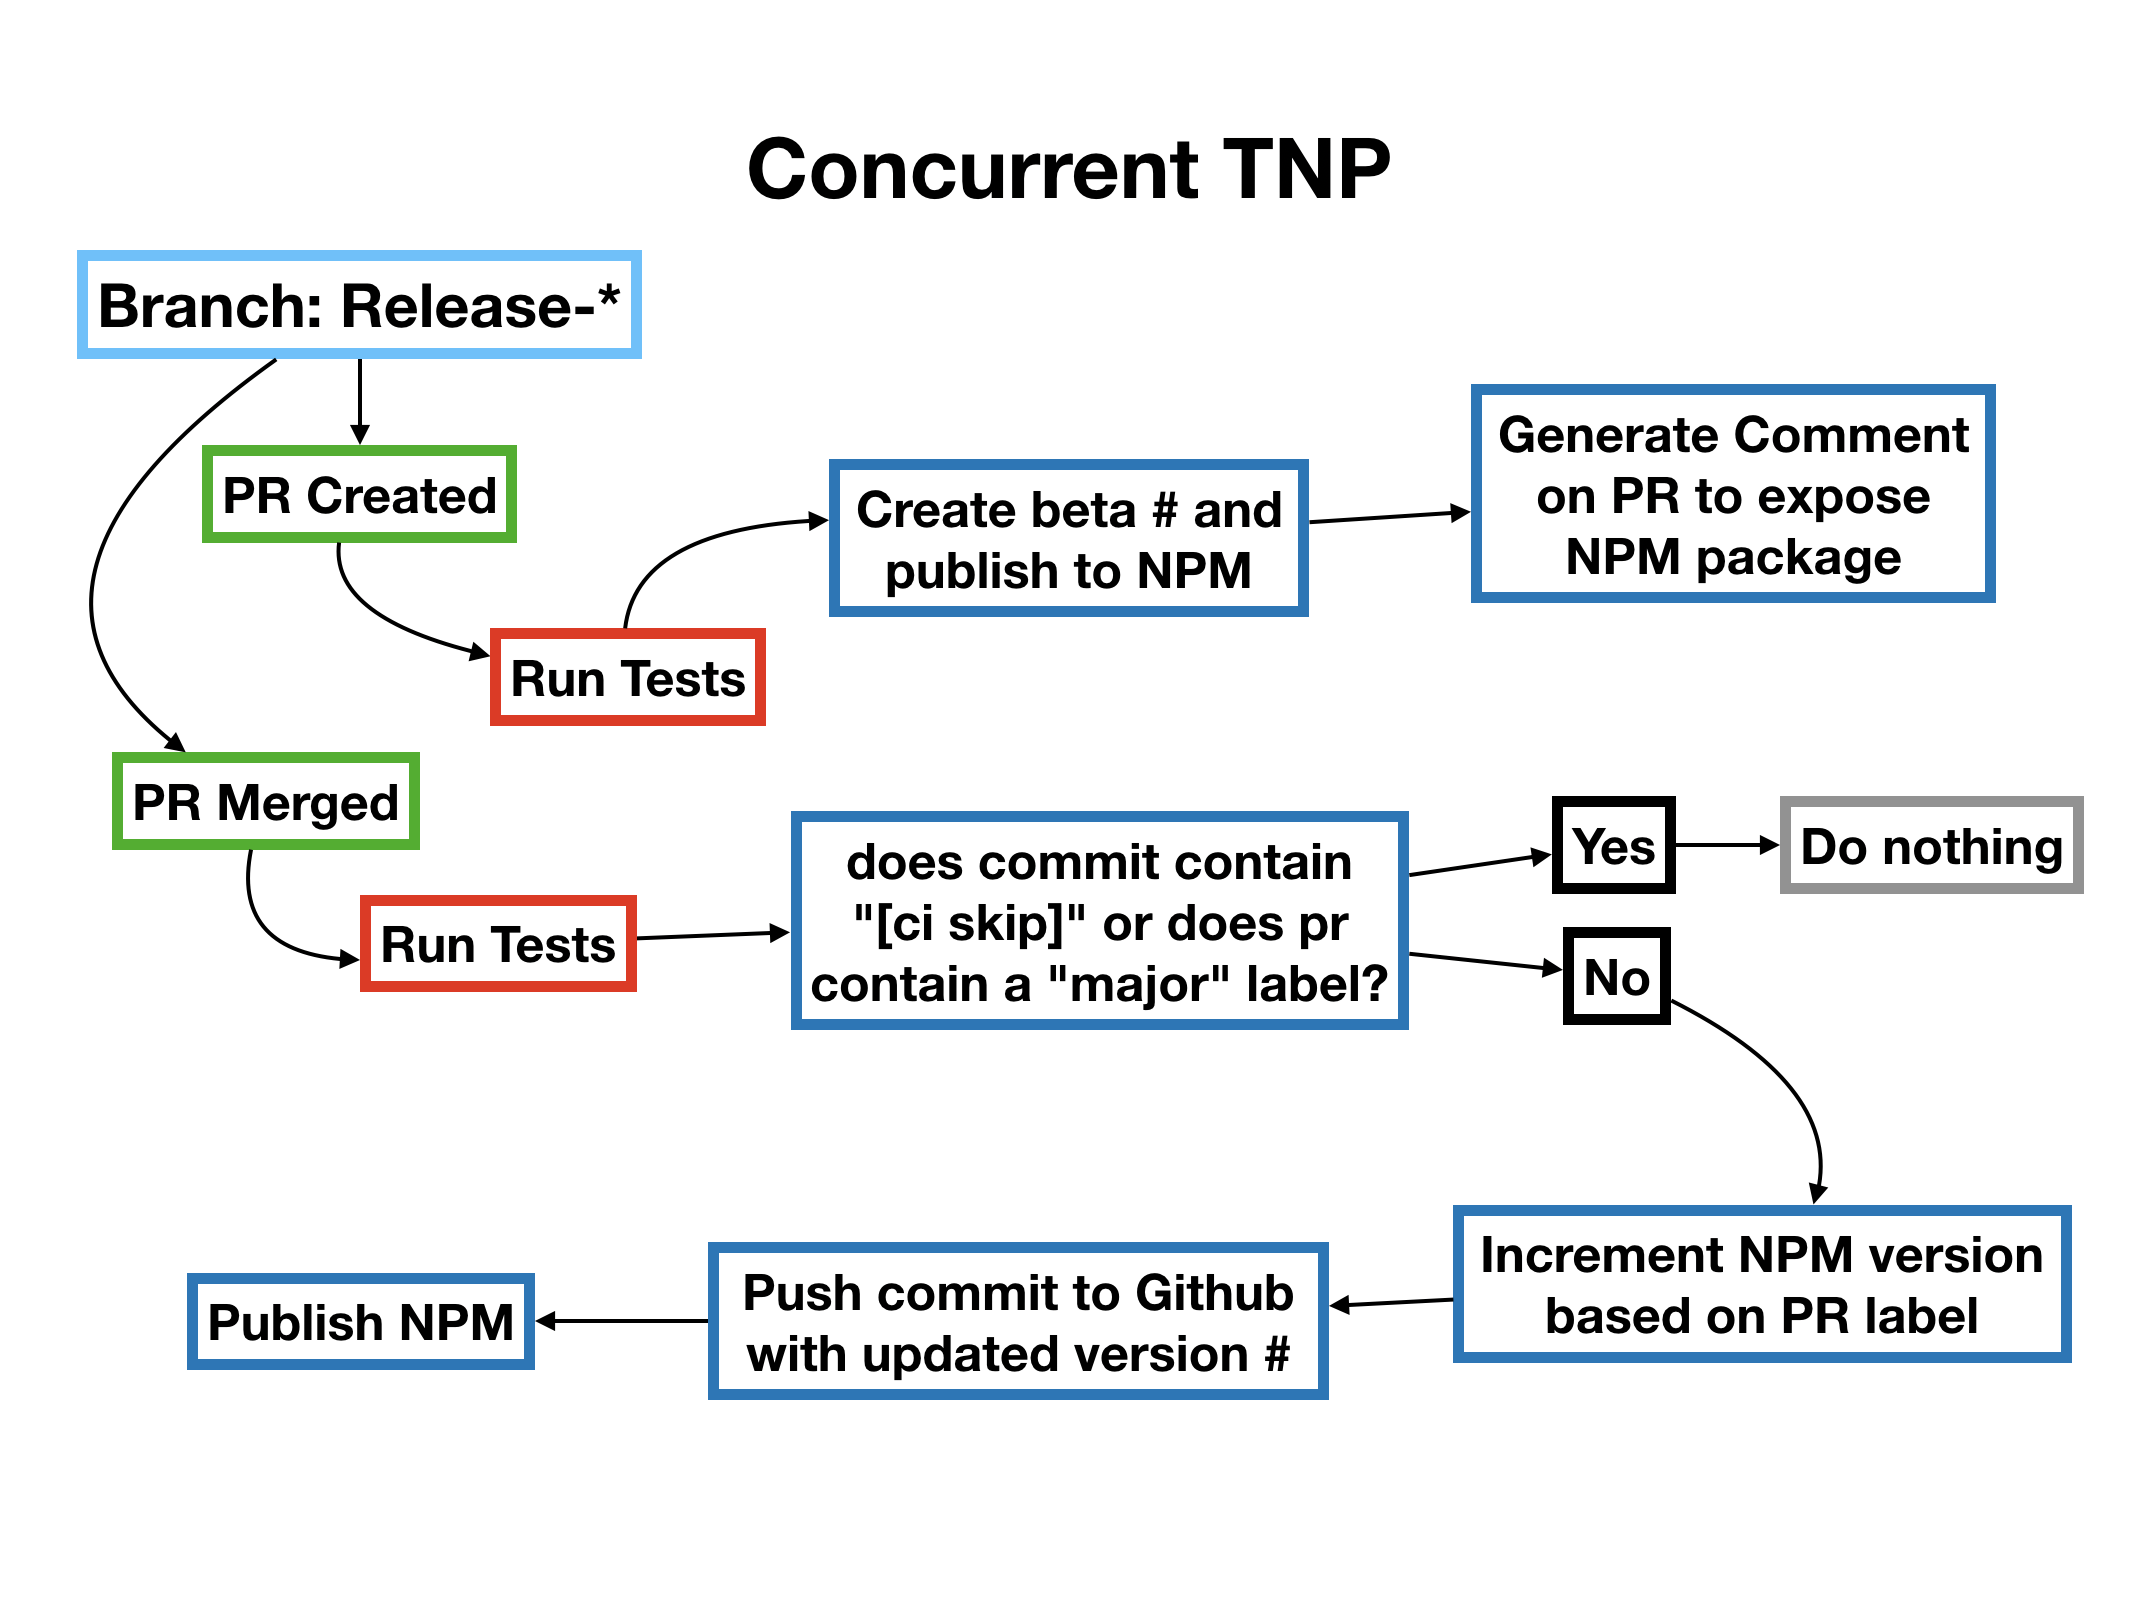 Concurrent TNP
Branch: Release-*
PR Created
Run Tests
Create beta # and
publish to NPM
Generate Comment
on PR to expose
NPM package
PR Merged
Run Tests
does commit contain
"[ci skip]" or does pr
contain a "major" label?
Yes
Do nothing
No
Increment NPM version
based on PR label
Push commit to Github
with updated version #
Publish NPM